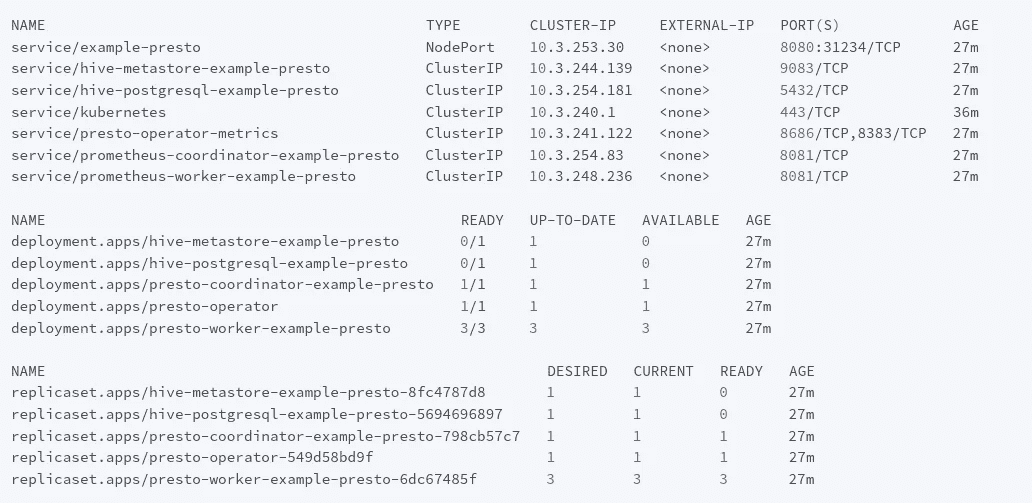 NAME TYPE CLUSTER-IP EXTERNAL-IP PORT(S) AGE
service/example-presto NodePort 10.3.253.30 <none> 8080:31234/TCP 27m
service/hive-metastore-example-presto ClusterIP 10.3.244.139 <none> 9083/TCP 27m
service/hive-postgresql-example-presto ClusterIP 10.3.254.181 <none> 5432/TCP 27m
service/kubernetes ClusterIP 10.3.240.1 <none> 443/TCP 36m
service/presto-operator-metrics ClusterIP 10.3.241.122 <none> 8686/TCP,8383/TCP 27m
service/prometheus-coordinator-example-presto ClusterIP 10.3.254.83 <none> 8081/TCP 27m
service/prometheus-worker-example-presto ClusterIP 10.3.248.236 <none> 8081/TCP 27m
NAME READY UP-TO-DATE AVAILABLE AGE
deployment.apps/hive-metastore-example-presto 0/1 1 0 27m
deployment.apps/hive-postgresql-example-presto 0/1 1 0 27m
deployment.apps/presto-coordinator-example-presto 1/1 1 1 27m
deployment.apps/presto-operator 1/1 1 1 27m
deployment.apps/presto-worker-example-presto 3/3 3 3 27m
NAME DESIRED CURRENT READY AGE
replicaset.apps/hive-metastore-example-presto-8fc4787d8 1 1 0 27m
replicaset.apps/hive-postgresql-example-presto-5694696897 1 1 0 27m
replicaset.apps/presto-coordinator-example-presto-798cb57c7 1 1 1 27m
replicaset.apps/presto-operator-549d58bd9f 1 1 1 27m
replicaset.apps/presto-worker-example-presto-6dc67485f 3 3 3 27m